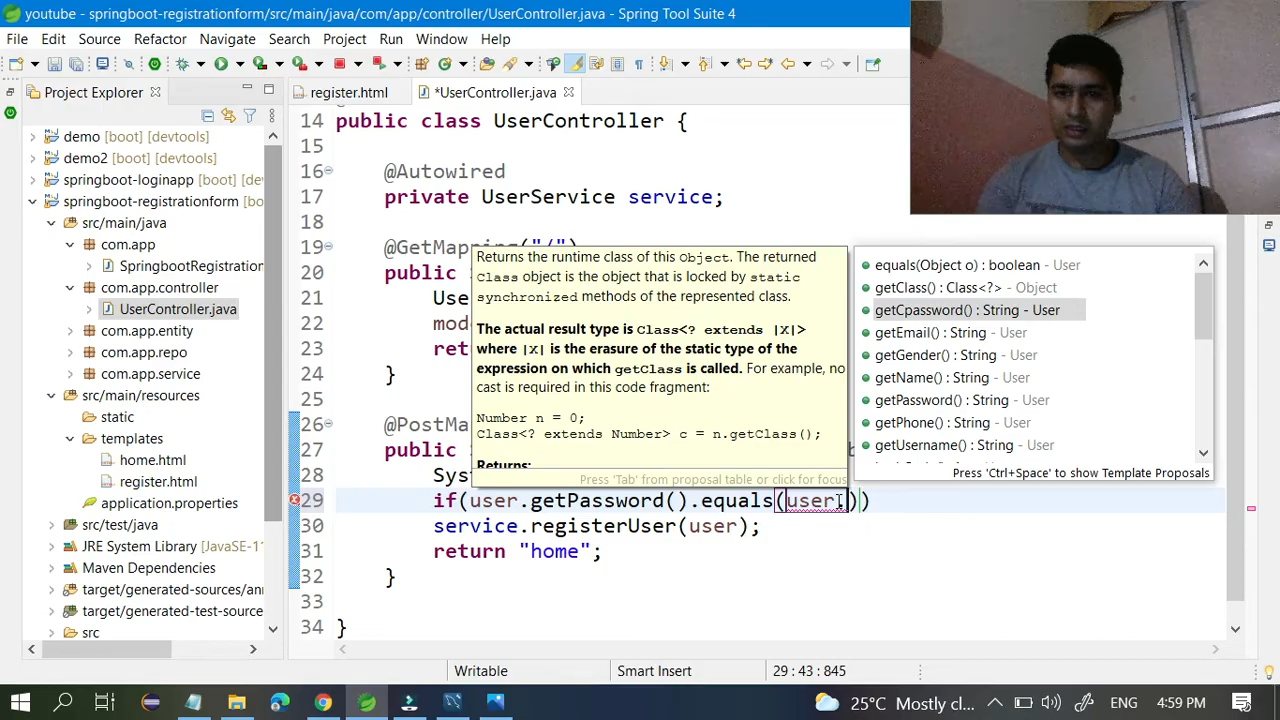 youtube - springboot-registrationform/src/main/java/com/app/controller/UserController.java - Spring Tool Suite 4
File Edit Source Refactor Navigate Search Project Run Window Help
Project Explorer
register.html
*UserController.java
demo [boot] [devtools]
demo2 [boot] [devtools]
springboot-loginapp [boot] [devtools]
springboot-registrationform [bo
src/main/java
com.app
SpringbootRegistration
com.app.controller
UserController.java
com.app.entity
com.app.repo
com.app.service
src/main/resources
static
templates
home.html
register.html
application.properties
src/test/java
JRE System Library [JavaSE-1
Maven Dependencies
target/generated-sources/ann
target/generated-test-source
src
14 public class UserController {
15
16 @Autowired
17 private UserService service;
18
19 @GetMapping("/")
20 public
21 Use
22 mod
23 ret
24 }
25
26 @PostMa
27 public
28 Sys
29 if(user.getPassword().equals(user.))
30 service.registerUser(user);
31 return "home";
32 }
33
34 }
Returns the runtime class of this Object. The returned
Class object is the object that is locked by static
synchronized methods of the represented class.
The actual result type is Class<? extends |X|>
where |X| is the erasure of the static type of the
expression on which getClass is called. For example, no
cast is required in this code fragment:
Number n = 0;
Class<? extends Number> c = n.getClass();
Returns:
Press 'Tab' from proposal table or click for focus
equals(Object o) : boolean - User
getClass() : Class<?> - Object
getCpassword() : String - User
getEmail() : String - User
getGender() : String - User
getName() : String - User
getPassword() : String - User
getPhone() : String - User
getUsername() : String - User
Press 'Ctrl+Space' to show Template Proposals
Writable
Smart Insert
29 : 43 : 845
25°C Mostly cl...
ENG
4:59 PM